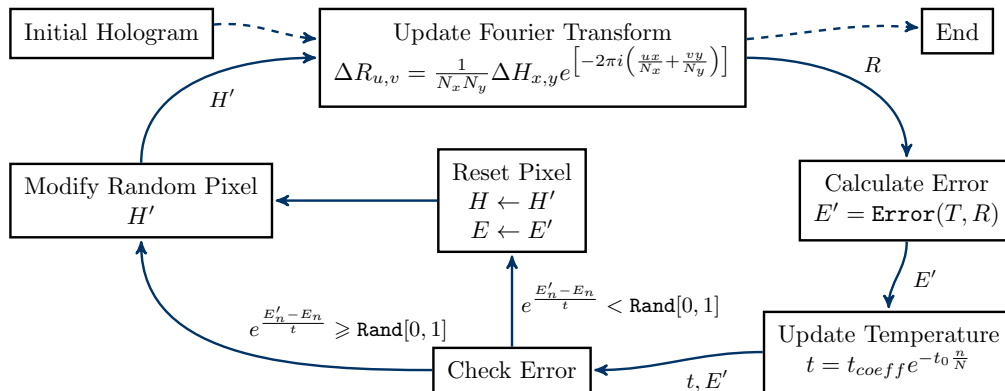 Initial Hologram
Update Fourier Transform
ΔR_{u,v} = \frac{1}{N_x N_y} ΔH_{x,y} e^{[-2πi(\frac{ux}{N_x} + \frac{vy}{N_y})]}
End
R
H′
Modify Random Pixel
H′
Reset Pixel
H ← H′
E ← E′
Calculate Error
E′ = Error(T, R)
E′
e^{\frac{E′_n − E_n}{t}} < Rand[0, 1]
e^{\frac{E′_n − E_n}{t}} ⩾ Rand[0, 1]
Update Temperature
t = t_{coeff} e^{−t_0 \frac{n}{N}}
Check Error
t, E′